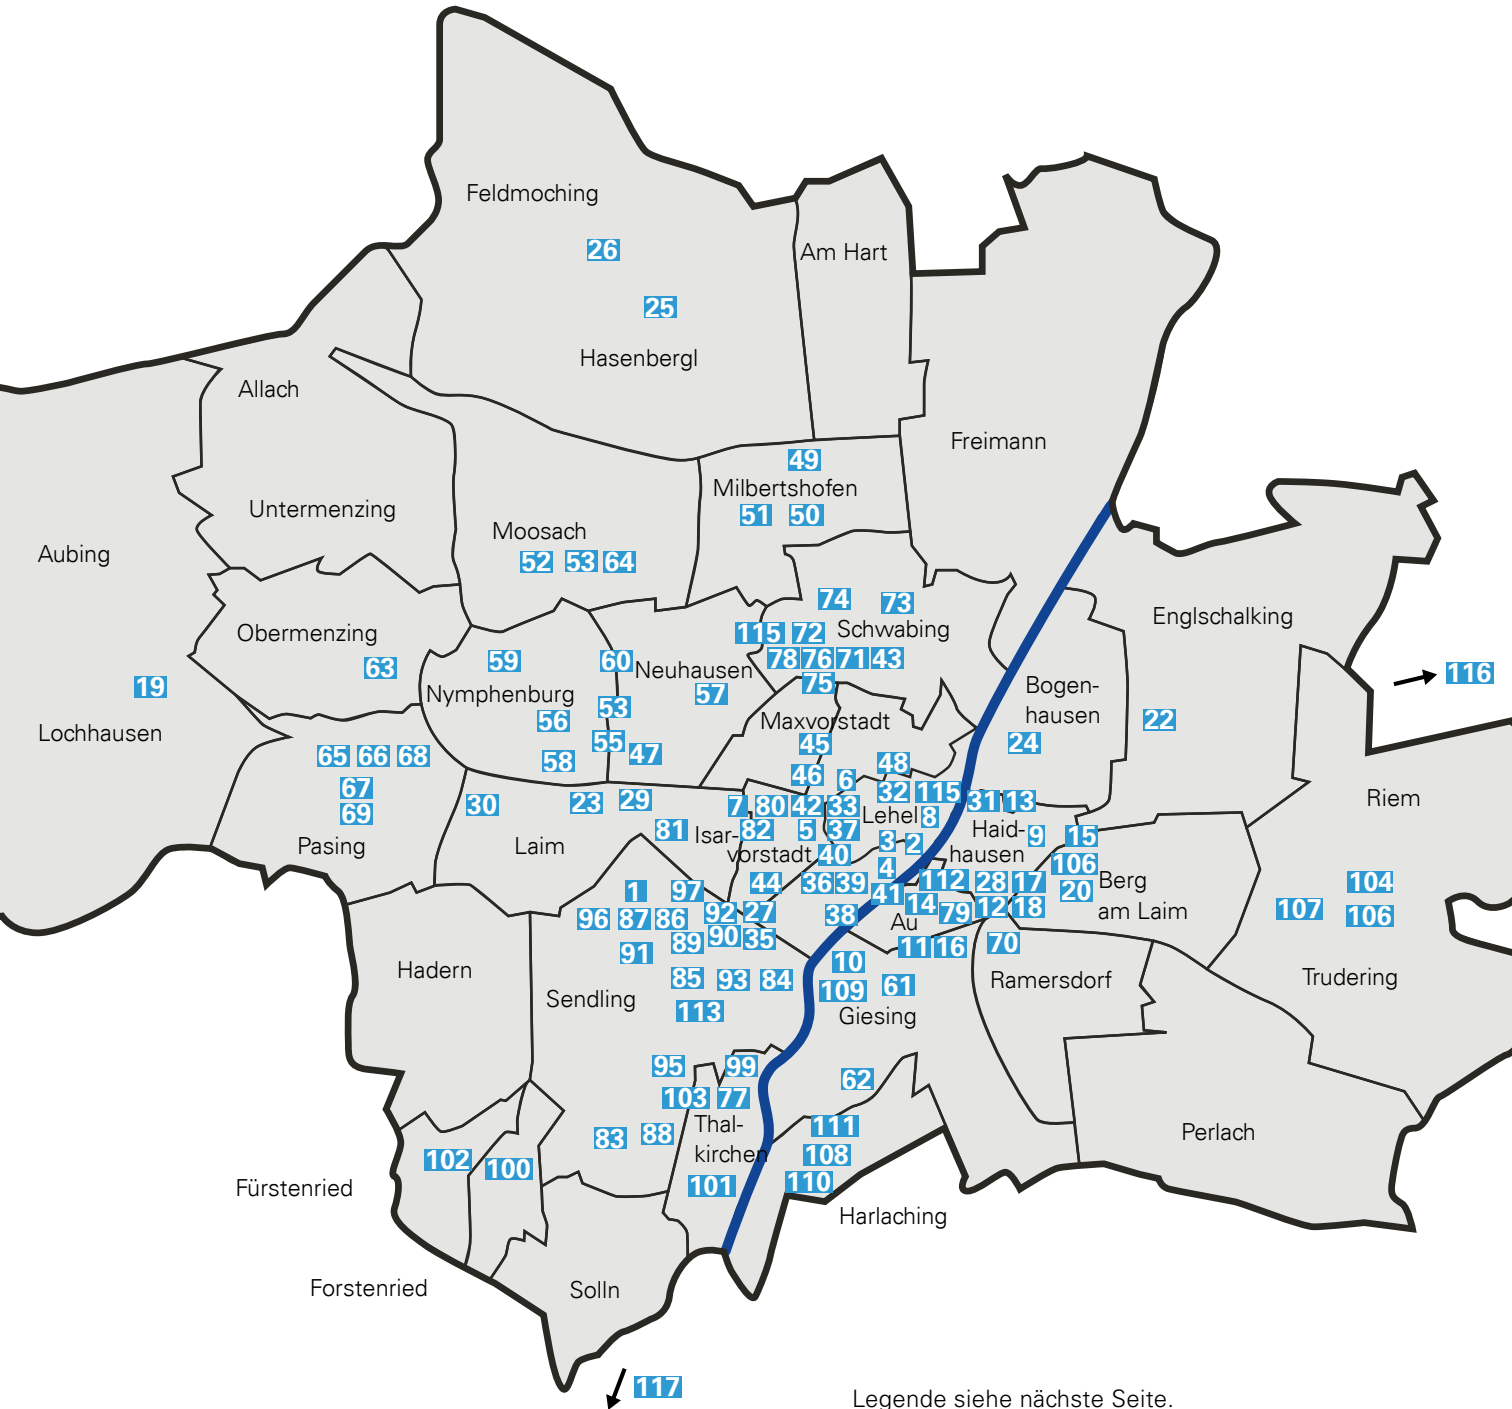 Feldmoching
26
Am Hart
25
Hasenbergl
Allach
Freimann
49
Milbertshofen
51 50
Untermenzing
Moosach
52 53 64
Aubing
74 73
Englschalking
Obermenzing
115 72 Schwabing
63
59
60
Neuhausen
78 76 71 43
116
19
Nymphenburg
57
75
Bogen-
hausen
53
56
Maxvorstadt
22
Lochhausen
55 47
45
24
65 66 68
58
48
46 6
67
32 115
31 13
Riem
69
30
23 29
7 80 42 33
Lehel 8
Pasing
Laim
81
Isar-
vorstadt
82 5 37
3 2
Haid-
hausen
9 15
40
4
106
44 36 39
41
112 28 17
20
Berg
am Laim
104
1 97
14 79 12 18
107 106
96 87 86 92 27
38
Au
91 89 90 35
11 16 70
Hadern
10
85 93 84
109 61
Ramersdorf
Trudering
Sendling
113
Giesing
95 99
62
103 77
83 88
Thal-
kirchen
111
Perlach
102 100
108
101
110
Fürstenried
Harlaching
Forstenried
Solln
117
Legende siehe nächste Seite.